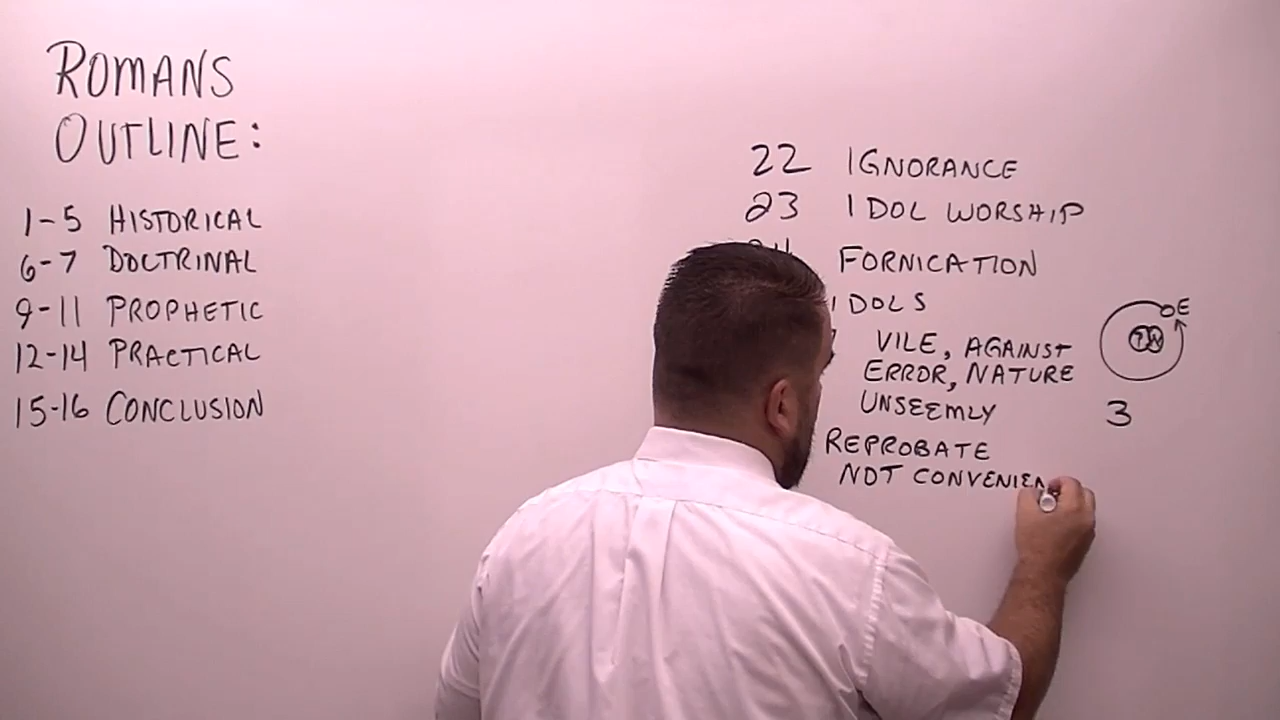 ROMANS
OUTLINE:
1-5 HISTORICAL
6-7 DOCTRINAL
9-11 PROPHETIC
12-14 PRACTICAL
15-16 CONCLUSION
22 IGNORANCE
23 IDOL WORSHIP
FORNICATION
IDOLS
VILE, AGAINST
ERROR, NATURE
UNSEEMLY
REPROBATE
NOT CONVENIEN
E
3